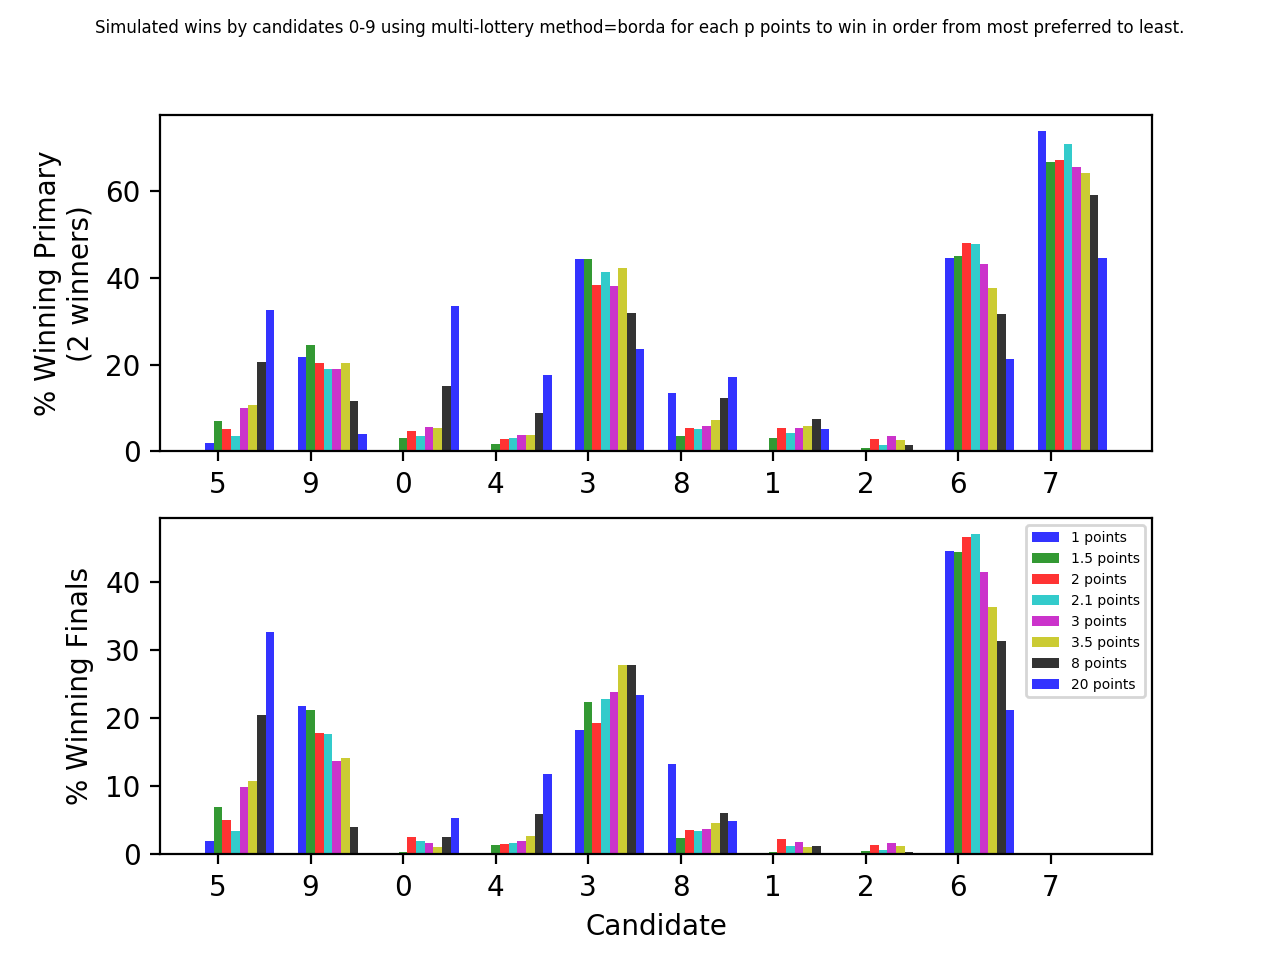 Simulated wins by candidates 0-9 using multi-lottery method=borda for each p points to win in order from most preferred to least.
% Winning Primary
(2 winners)
60
40
20
0
5 9 0 4 3 8 1 2 6 7
% Winning Finals
40
30
20
10
0
1 points
1.5 points
2 points
2.1 points
3 points
3.5 points
8 points
20 points
5 9 0 4 3 8 1 2 6 7
Candidate